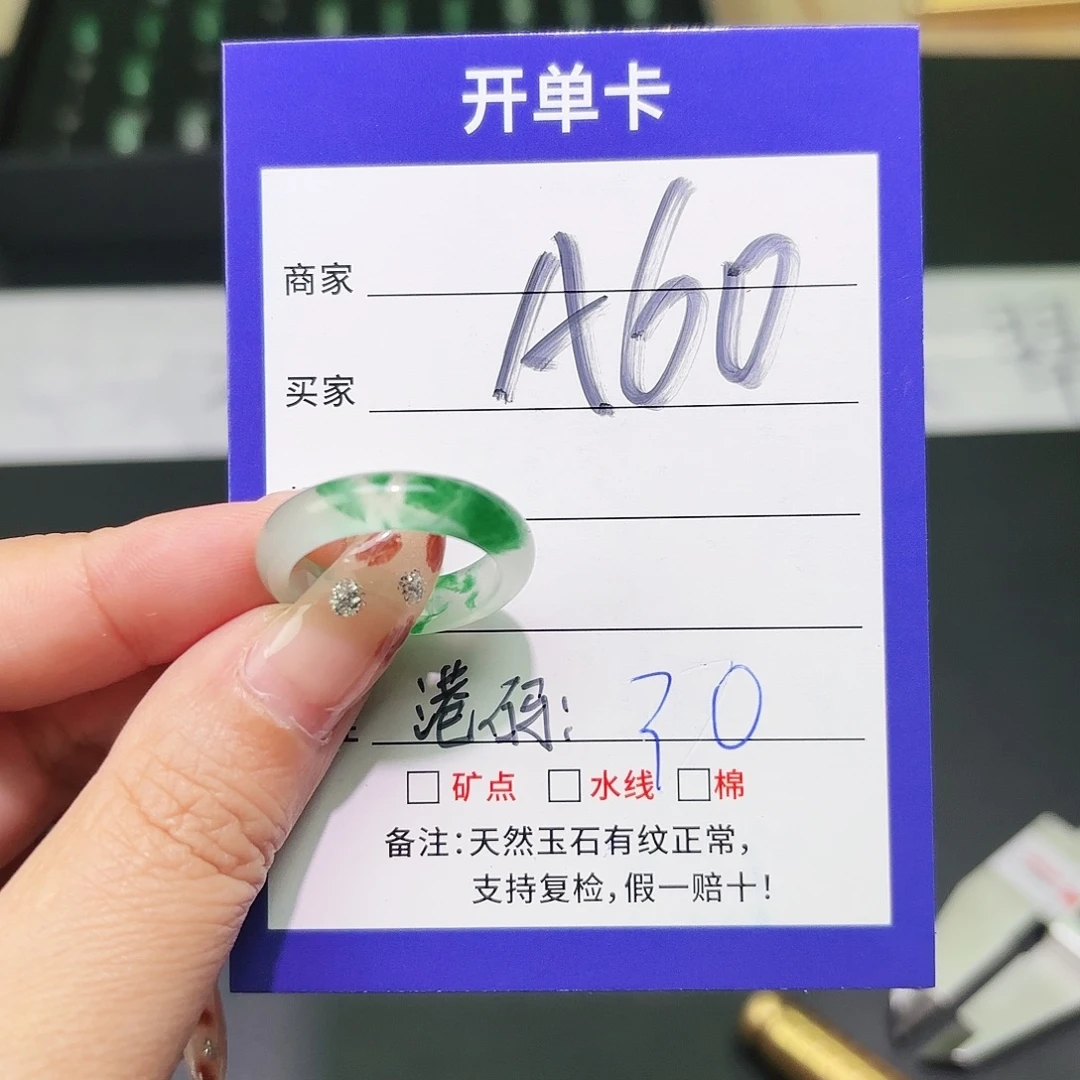 开单卡
商家 A60
买家
港码: 30
矿点 水线 棉
备注:天然玉石有纹正常,
支持复检,假一赔十!